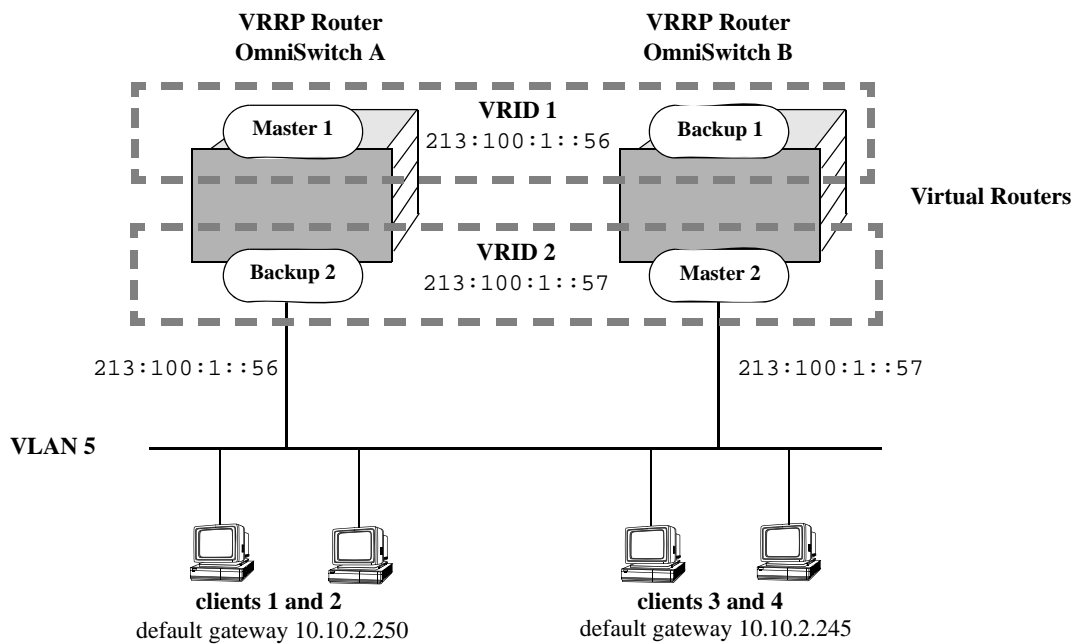 VRRP Router
OmniSwitch A
VRRP Router
OmniSwitch B
Master 1
VRID 1
213:100:1::56
Backup 1
Virtual Routers
Backup 2
VRID 2
213:100:1::57
Master 2
213:100:1::56
213:100:1::57
VLAN 5
clients 1 and 2
default gateway 10.10.2.250
clients 3 and 4
default gateway 10.10.2.245